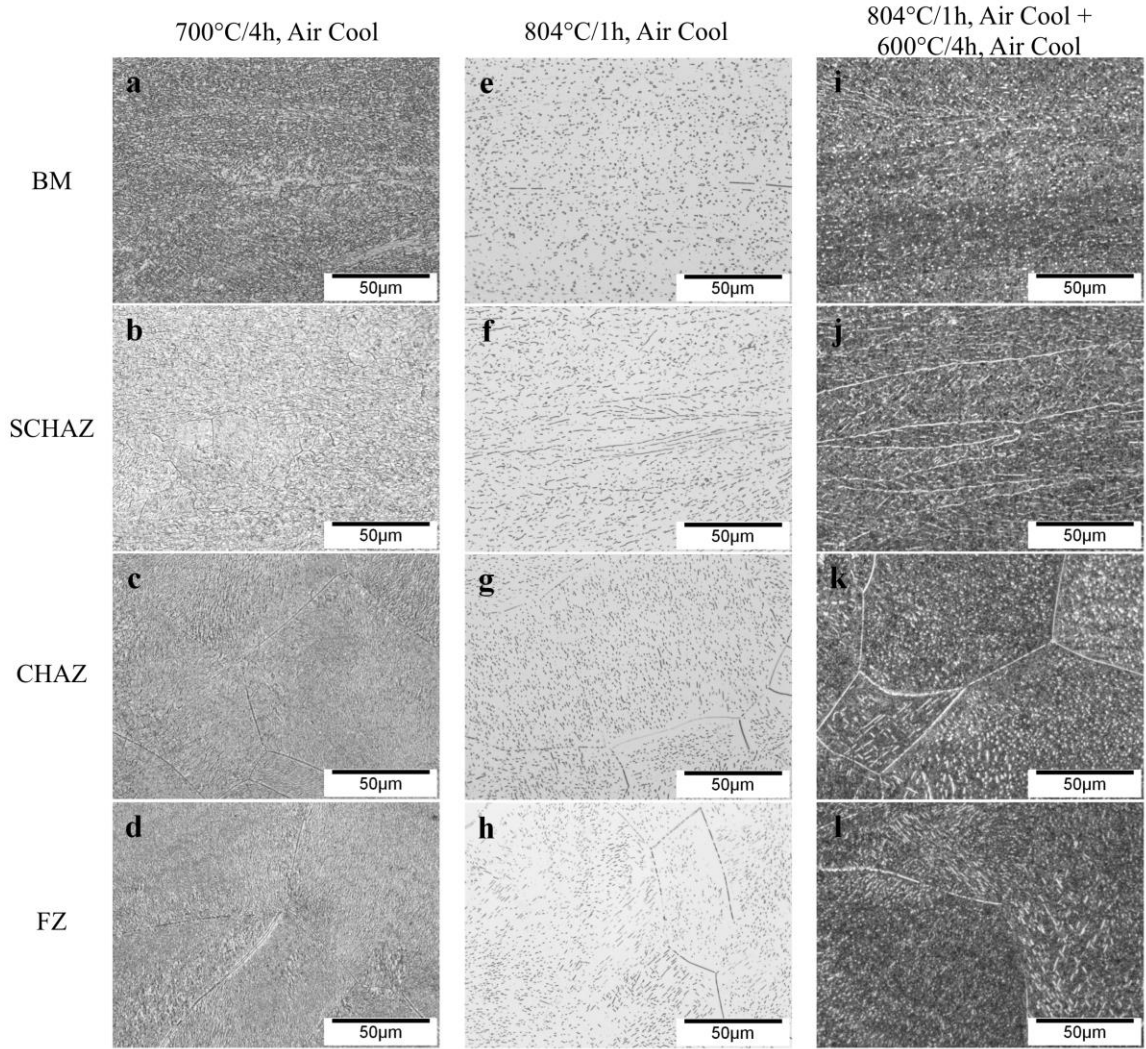 700°C/4h, Air Cool
804°C/1h, Air Cool
804°C/1h, Air Cool +
600°C/4h, Air Cool
BM
a
50μm
e
50μm
i
50μm
SCHAZ
b
50μm
f
50μm
j
50μm
CHAZ
c
50μm
g
50μm
k
50μm
FZ
d
50μm
h
50μm
l
50μm